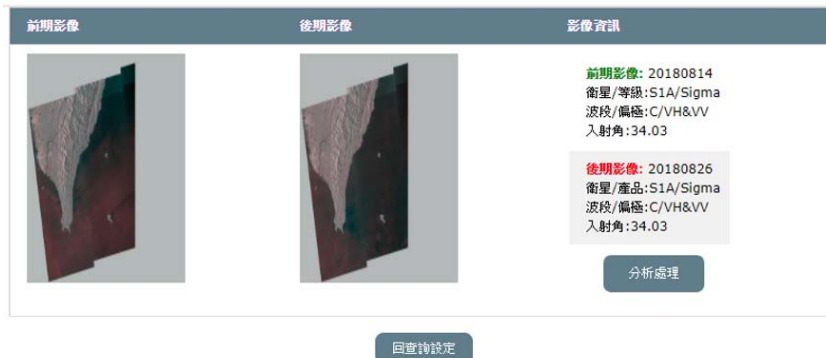 前期影像 後期影像 影像資訊
前期影像: 20180814
衛星/等級:S1A/Sigma
波段/偏極:C/VH&VV
入射角:34.03
後期影像: 20180826
衛星/產品:S1A/Sigma
波段/偏極:C/VH&VV
入射角:34.03
分析處理
回查詢設定